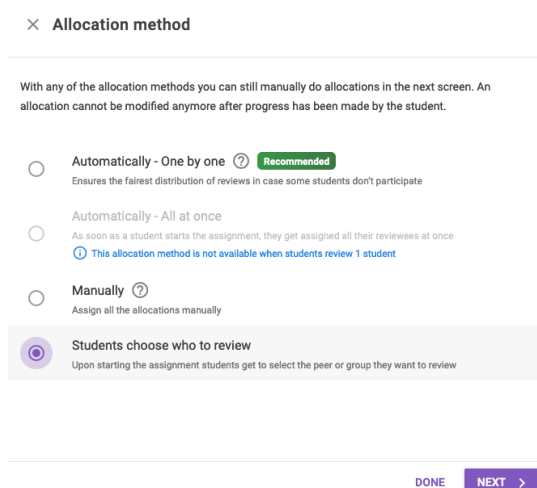 Allocation method
With any of the allocation methods you can still manually do allocations in the next screen. An
allocation cannot be modified anymore after progress has been made by the student.
Automatically - One by one ? Recommended
Ensures the fairest distribution of reviews in case some students don't participate
Automatically - All at once
As soon as a student starts the assignment, they get assigned all their reviewees at once
This allocation method is not available when students review 1 student
Manually ?
Assign all the allocations manually
Students choose who to review
Upon starting the assignment students get to select the peer or group they want to review
DONE NEXT >